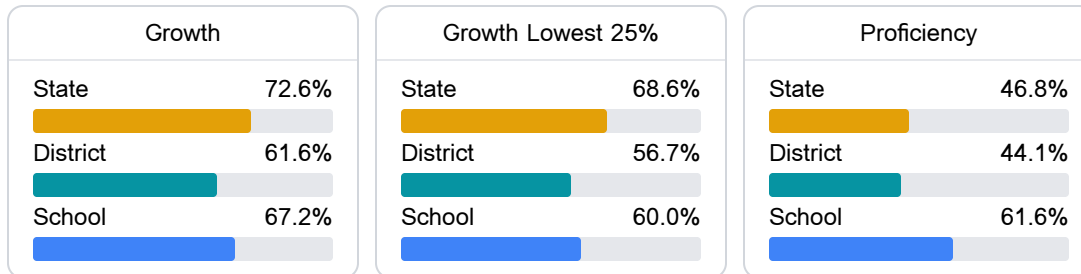 Growth
State 72.6%
District 61.6%
School 67.2%
Growth Lowest 25%
State 68.6%
District 56.7%
School 60.0%
Proficiency
State 46.8%
District 44.1%
School 61.6%